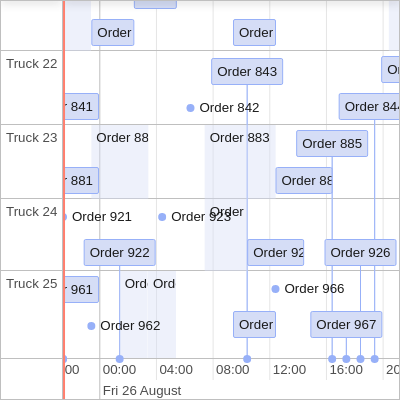 Order
Order
Truck 22
Order 843
841
Order 842
Order 844
Truck 23
Order 88
Order 883
Order 885
881
Order 88
Truck 24
Order 921
Order 923
Order
Order 922
Order 92
Order 926
Truck 25
961
Ord
Ord
Order 966
Order 962
Order
Order 967
00:00
04:00
08:00
12:00
16:00
20
Fri 26 August